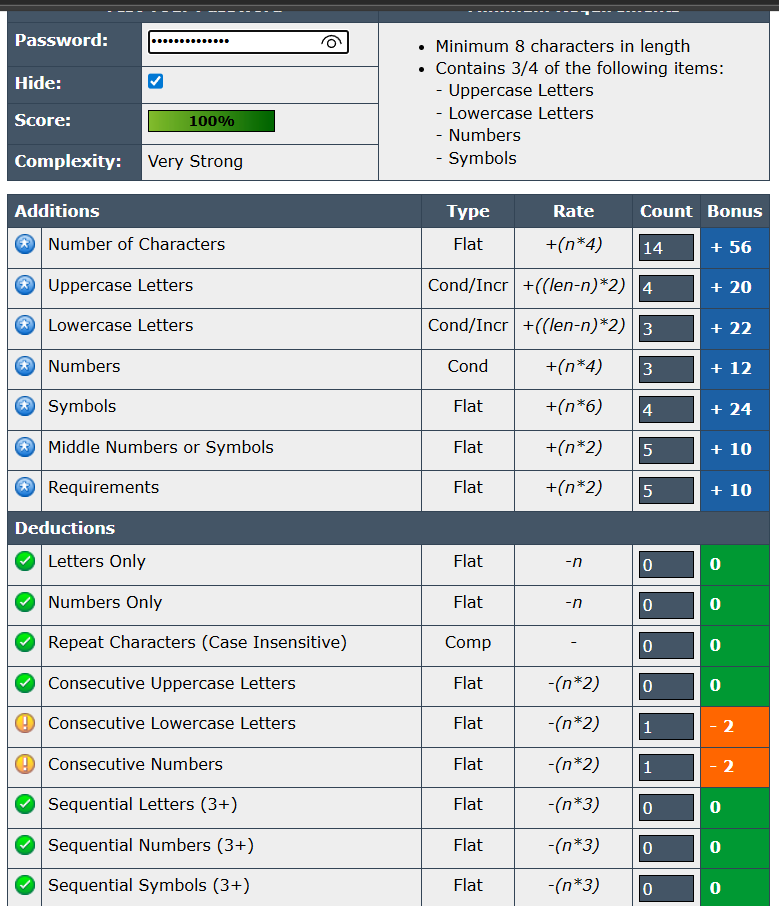 Password: ••••••••••••••
Hide:
Score: 100%
Complexity: Very Strong
• Minimum 8 characters in length
• Contains 3/4 of the following items:
- Uppercase Letters
- Lowercase Letters
- Numbers
- Symbols
Additions Type Rate Count Bonus
Number of Characters Flat +(n*4) 14 + 56
Uppercase Letters Cond/Incr +((len-n)*2) 4 + 20
Lowercase Letters Cond/Incr +((len-n)*2) 3 + 22
Numbers Cond +(n*4) 3 + 12
Symbols Flat +(n*6) 4 + 24
Middle Numbers or Symbols Flat +(n*2) 5 + 10
Requirements Flat +(n*2) 5 + 10
Deductions
Letters Only Flat -n 0 0
Numbers Only Flat -n 0 0
Repeat Characters (Case Insensitive) Comp - 0 0
Consecutive Uppercase Letters Flat -(n*2) 0 0
Consecutive Lowercase Letters Flat -(n*2) 1 - 2
Consecutive Numbers Flat -(n*2) 1 - 2
Sequential Letters (3+) Flat -(n*3) 0 0
Sequential Numbers (3+) Flat -(n*3) 0 0
Sequential Symbols (3+) Flat -(n*3) 0 0